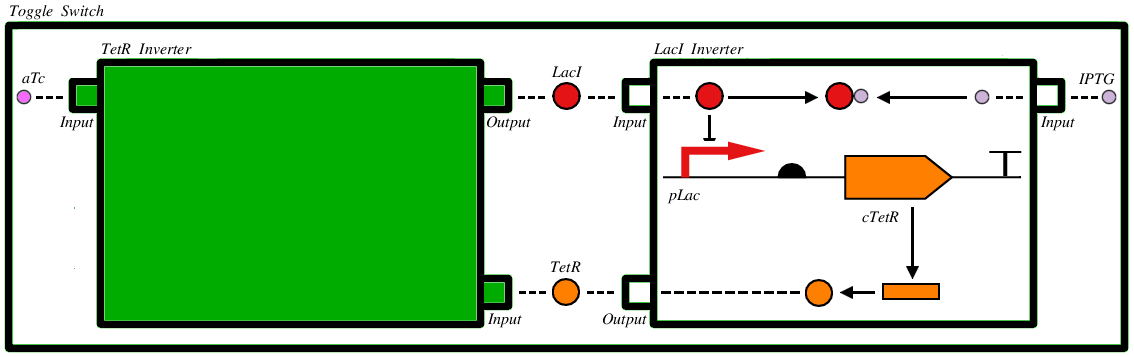 Toggle Switch
TetR Inverter
LacI Inverter
aTc
LacI
IPTG
Input
Output
Input
Input
pLac
cTetR
TetR
Input
Output